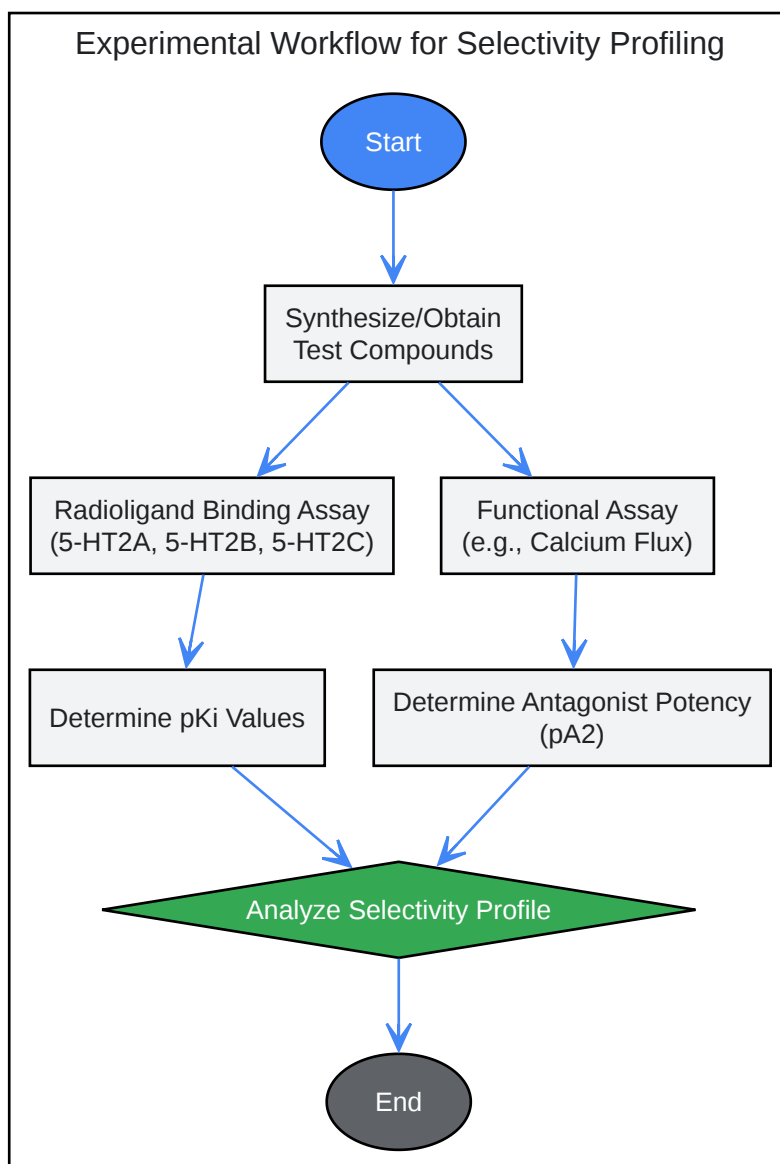 Experimental Workflow for Selectivity Profiling
Start
Synthesize/Obtain
Test Compounds
Radioligand Binding Assay
(5-HT2A, 5-HT2B, 5-HT2C)
Functional Assay
(e.g., Calcium Flux)
Determine pKi Values
Determine Antagonist Potency
(pA2)
Analyze Selectivity Profile
End